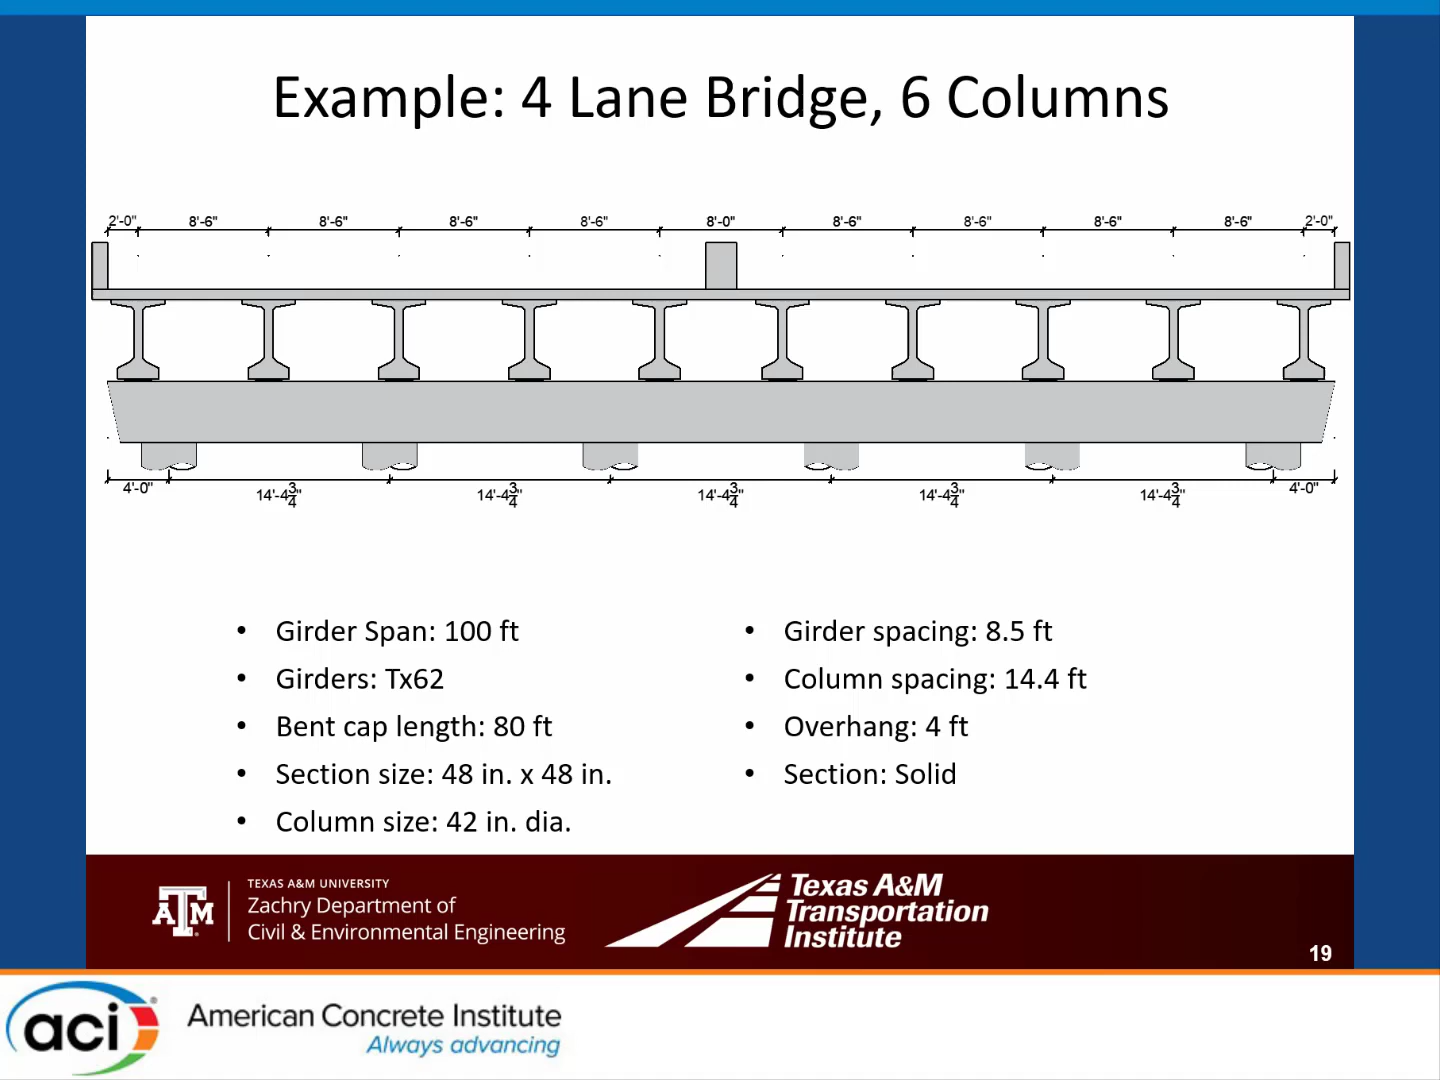 Example: 4 Lane Bridge, 6 Columns
2'-0" 8'-6" 8'-6" 8'-6" 8'-6" 8'-0" 8'-6" 8'-6" 8'-6" 8'-6" 2'-0"
4'-0" 14'-4¾" 14'-4¾" 14'-4¾" 14'-4¾" 14'-4¾" 4'-0"
• Girder Span: 100 ft
• Girders: Tx62
• Bent cap length: 80 ft
• Section size: 48 in. x 48 in.
• Column size: 42 in. dia.
• Girder spacing: 8.5 ft
• Column spacing: 14.4 ft
• Overhang: 4 ft
• Section: Solid
ATM
TEXAS A&M UNIVERSITY
Zachry Department of
Civil & Environmental Engineering
Texas A&M
Transportation
Institute
19
aci
American Concrete Institute
Always advancing